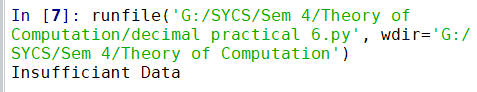 In [7]: runfile('G:/SYCS/Sem 4/Theory of
Computation/decimal practical 6.py', wdir='G:/
SYCS/Sem 4/Theory of Computation')
Insufficiant Data